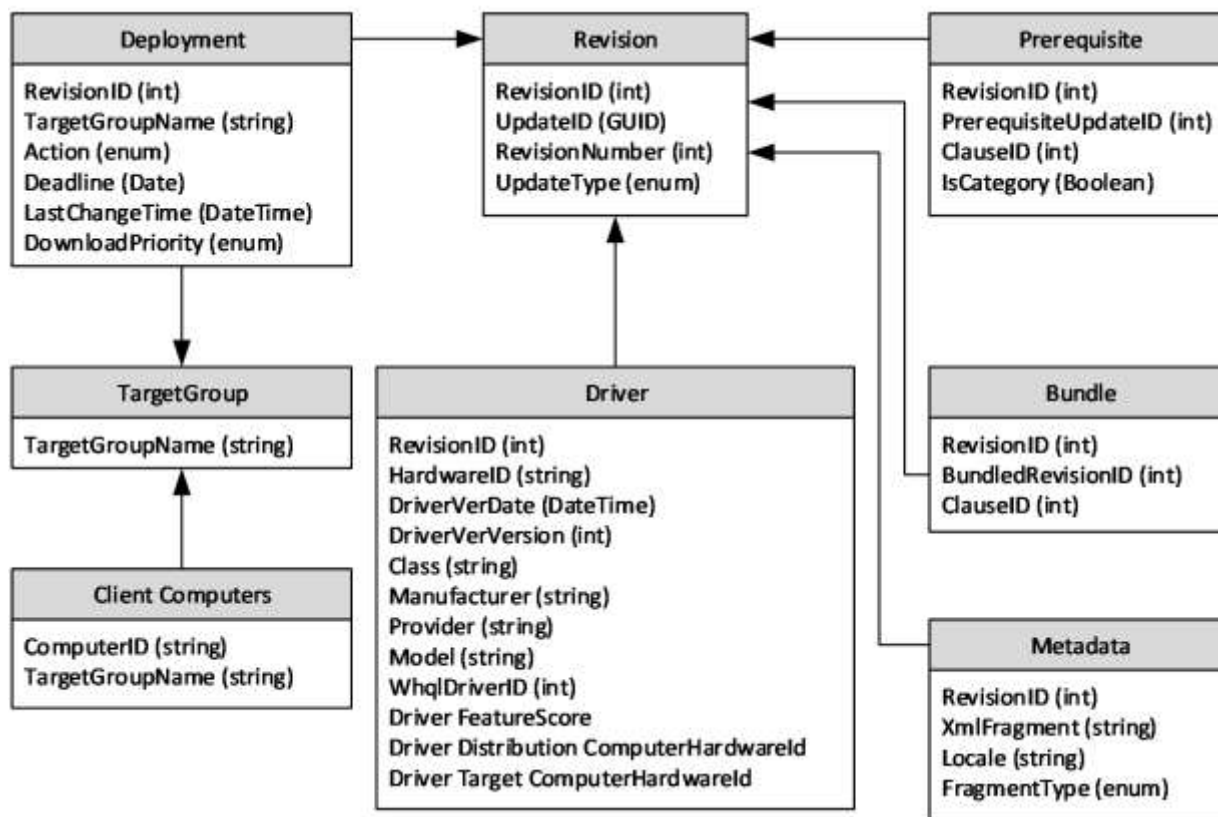 Deployment
RevisionID (int)
TargetGroupName (string)
Action (enum)
Deadline (Date)
LastChangeTime (DateTime)
DownloadPriority (enum)
Revision
RevisionID (int)
UpdateID (GUID)
RevisionNumber (int)
UpdateType (enum)
Prerequisite
RevisionID (int)
PrerequisiteUpdateID (int)
ClauseID (int)
IsCategory (Boolean)
TargetGroup
TargetGroupName (string)
Driver
RevisionID (int)
HardwareID (string)
DriverVerDate (DateTime)
DriverVerVersion (int)
Class (string)
Manufacturer (string)
Provider (string)
Model (string)
WhqlDriverID (int)
Driver FeatureScore
Driver Distribution ComputerHardwareId
Driver Target ComputerHardwareId
Bundle
RevisionID (int)
BundledRevisionID (int)
ClauseID (int)
Client Computers
ComputerID (string)
TargetGroupName (string)
Metadata
RevisionID (int)
XmlFragment (string)
Locale (string)
FragmentType (enum)